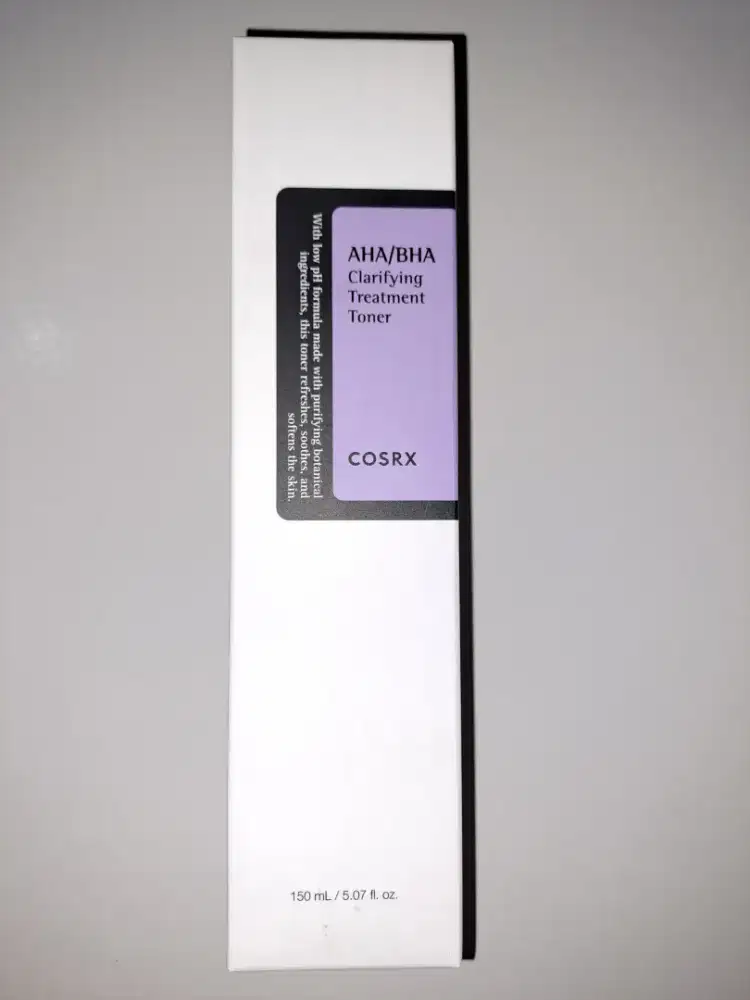 AHA/BHA
Clarifying
Treatment
Toner
COSRX
With low pH formula made with purifying botanical
ingredients, this toner refreshes, soothes, and
softens the skin.
150 mL / 5.07 fl. oz.